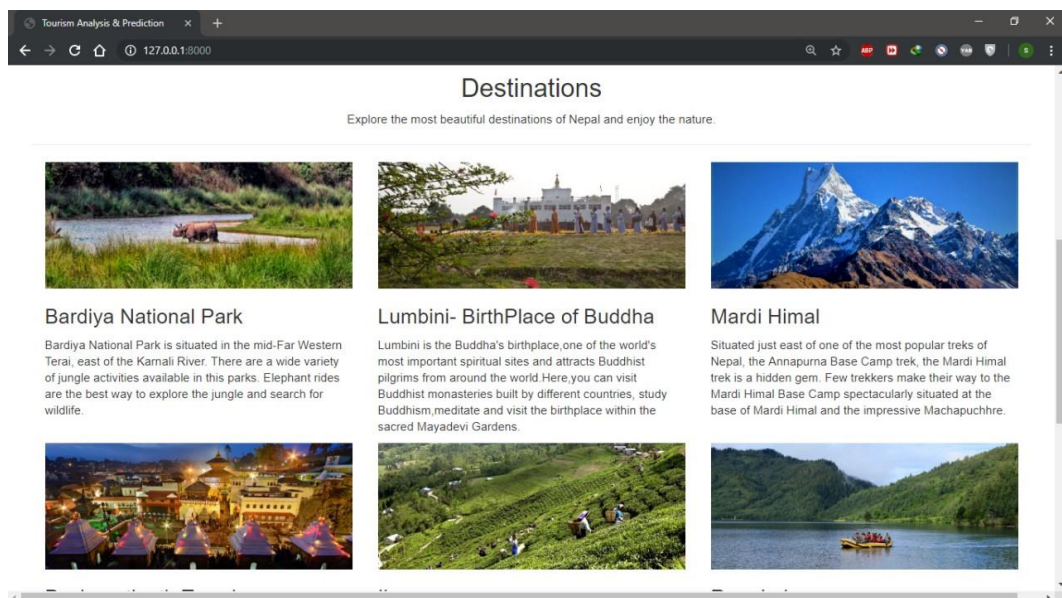 Tourism Analysis & Prediction
127.0.0.1:8000
ABP
S
Destinations
Explore the most beautiful destinations of Nepal and enjoy the nature.
Bardiya National Park
Bardiya National Park is situated in the mid-Far Western
Terai, east of the Karnali River. There are a wide variety
of jungle activities available in this parks. Elephant rides
are the best way to explore the jungle and search for
wildlife.
Lumbini- BirthPlace of Buddha
Lumbini is the Buddha's birthplace,one of the world's
most important spiritual sites and attracts Buddhist
pilgrims from around the world.Here,you can visit
Buddhist monasteries built by different countries, study
Buddhism,meditate and visit the birthplace within the
sacred Mayadevi Gardens.
Mardi Himal
Situated just east of one of the most popular treks of
Nepal, the Annapurna Base Camp trek, the Mardi Himal
trek is a hidden gem. Few trekkers make their way to the
Mardi Himal Base Camp spectacularly situated at the
base of Mardi Himal and the impressive Machapuchhre.